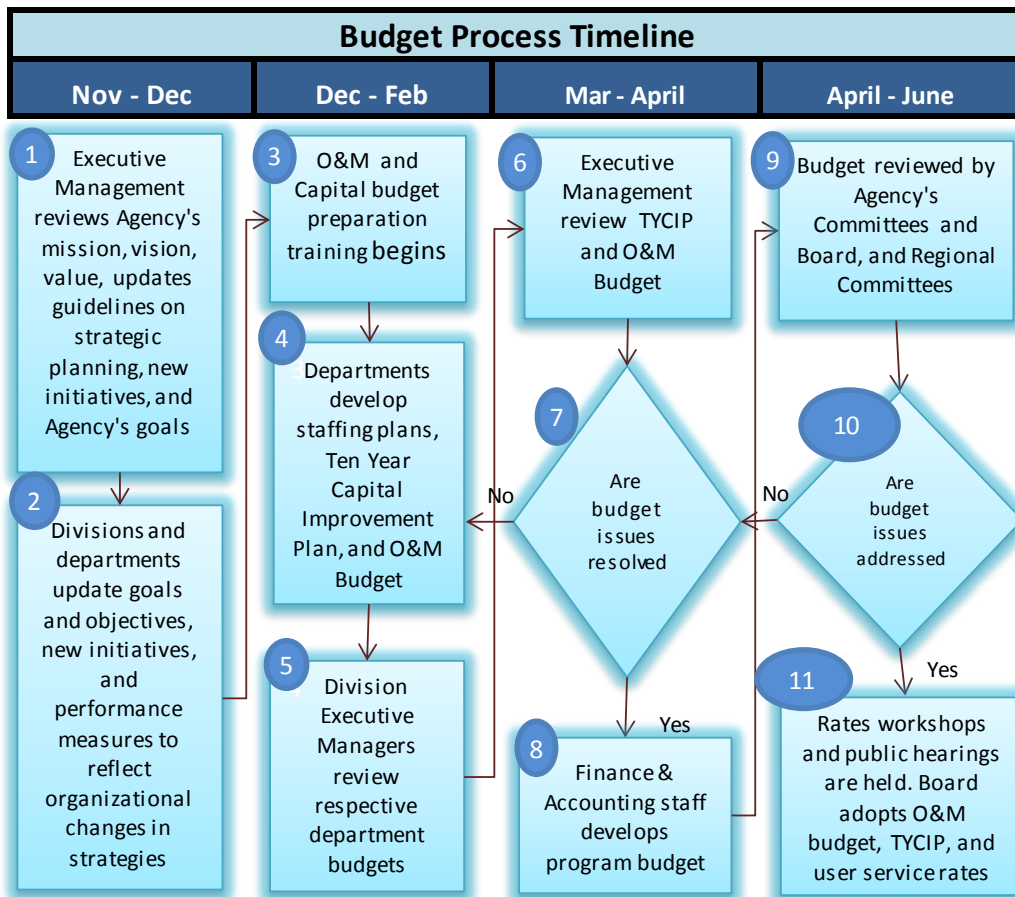 Budget Process Timeline
Nov - Dec
Dec - Feb
Mar - April
April - June
1
Executive
Management
reviews Agency's
mission, vision,
value, updates
guidelines on
strategic
planning, new
initiatives, and
Agency's goals
2
Divisions and
departments
update goals
and objectives,
new initiatives,
and
performance
measures to
reflect
organizational
changes in
strategies
3
O&M and
Capital budget
preparation
training begins
4
Departments
develop
staffing plans,
Ten Year
Capital
Improvement
Plan, and O&M
Budget
5
Division
Executive
Managers
review
respective
department
budgets
6
Executive
Management
review TYCIP
and O&M
Budget
7
Are
budget
issues
resolved
No
Yes
8
Finance &
Accounting staff
develops
program budget
9
Budget reviewed by
Agency's
Committees and
Board, and Regional
Committees
10
Are
budget
issues
addressed
No
Yes
11
Rates workshops
and public hearings
are held. Board
adopts O&M
budget, TYCIP, and
user service rates